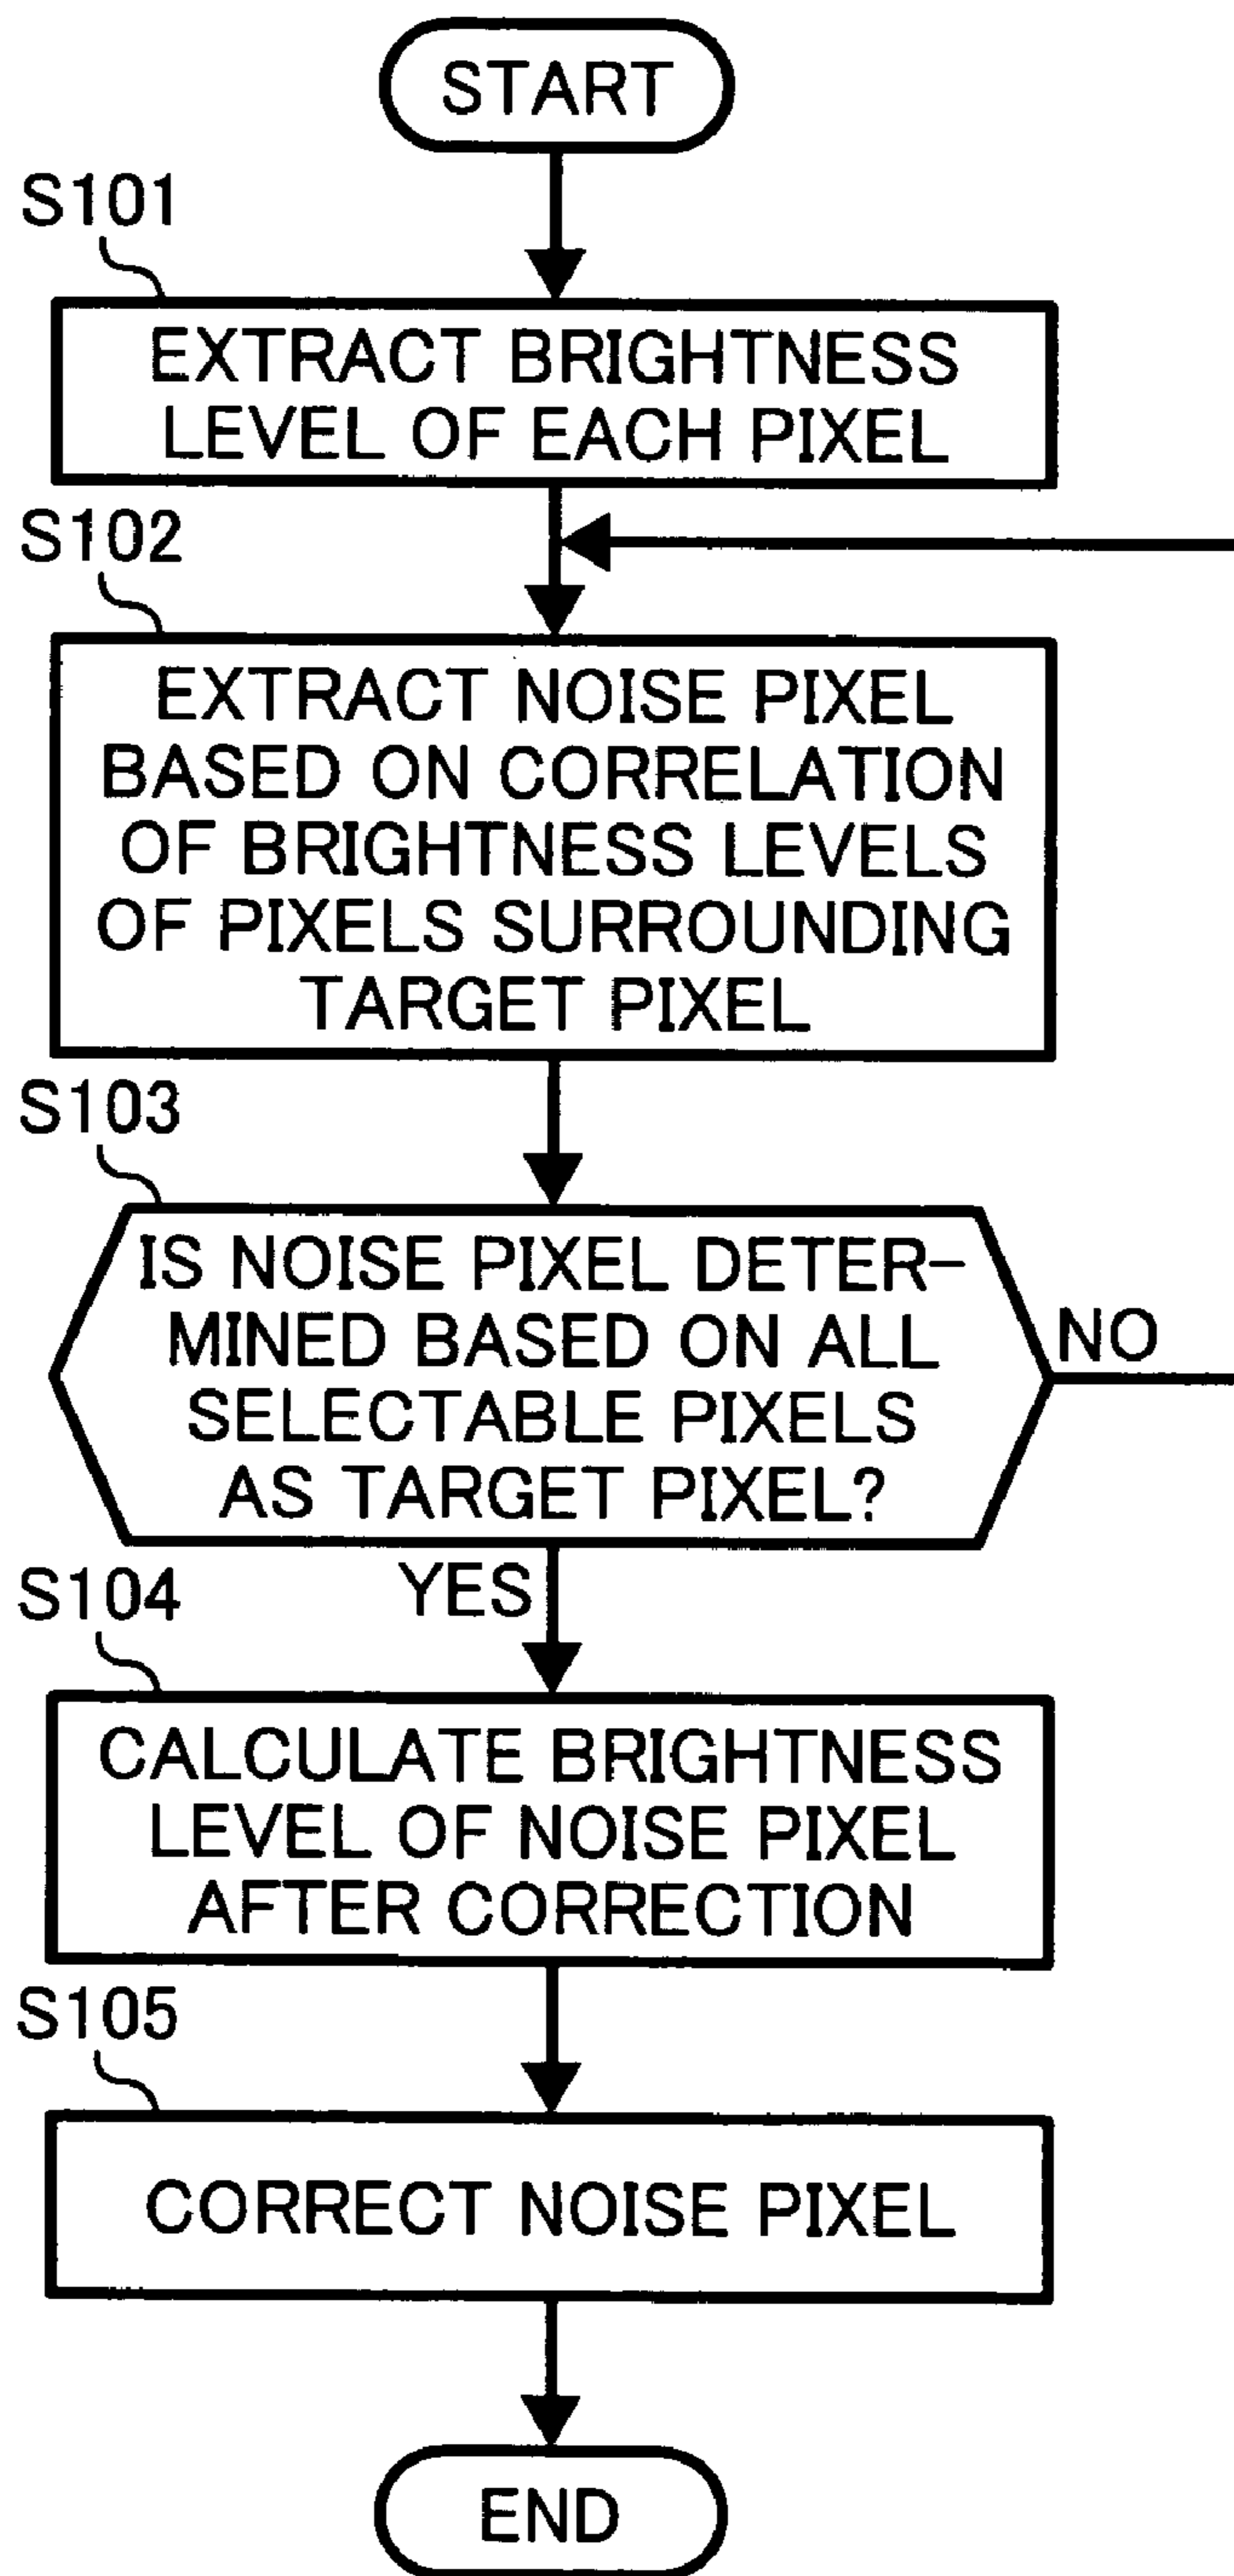 START
S101
EXTRACT BRIGHTNESS
LEVEL OF EACH PIXEL
S102
EXTRACT NOISE PIXEL
BASED ON CORRELATION
OF BRIGHTNESS LEVELS
OF PIXELS SURROUNDING
TARGET PIXEL
S103
IS NOISE PIXEL DETER-
MINED BASED ON ALL
SELECTABLE PIXELS
AS TARGET PIXEL?
NO
YES
S104
CALCULATE BRIGHTNESS
LEVEL OF NOISE PIXEL
AFTER CORRECTION
S105
CORRECT NOISE PIXEL
END